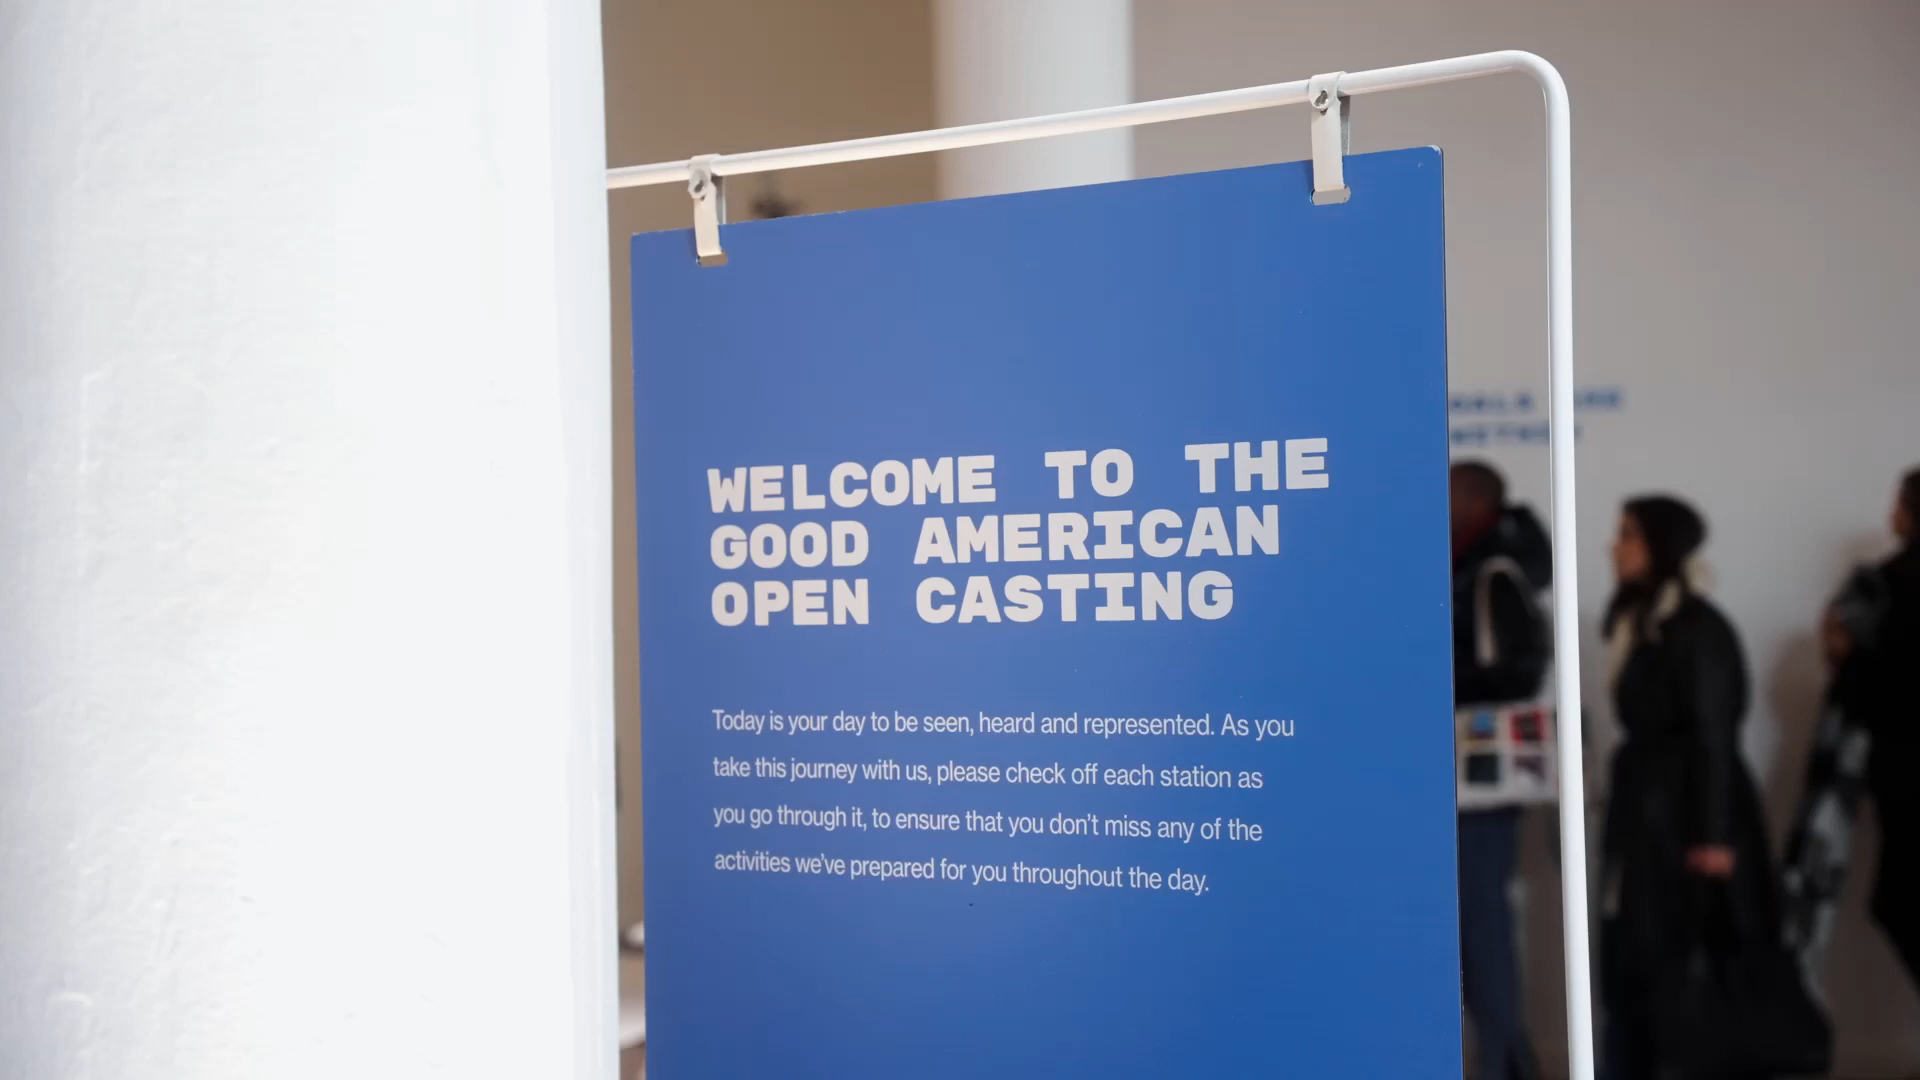 WELCOME TO THE
GOOD AMERICAN
OPEN CASTING
Today is your day to be seen, heard and represented. As you
take this journey with us, please check off each station as
you go through it, to ensure that you don't miss any of the
activities we've prepared for you throughout the day.